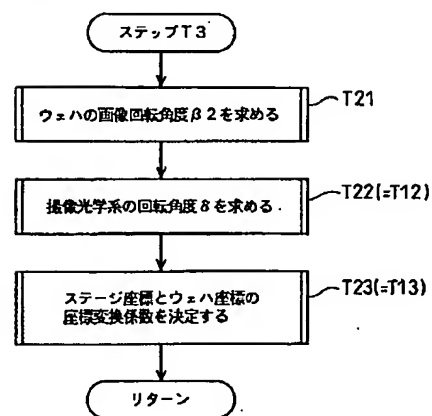 ステップT3
ウェハの画像回転角度β2を求める
T21
撮像光学系の回転角度δを求める.
T22(=T12)
ステージ座標とウェハ座標の
座標変換係数を決定する
T23(=T13)
リターン